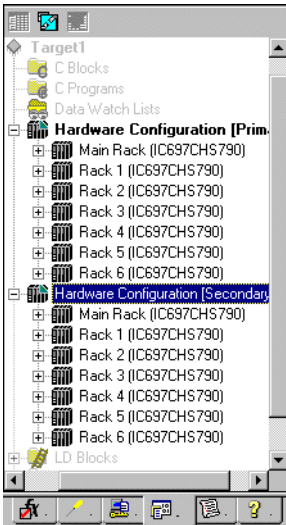 Target1
C Blocks
C Programs
Data Watch Lists
Hardware Configuration [Prim
Main Rack (IC697CHS790)
Rack 1 (IC697CHS790)
Rack 2 (IC697CHS790)
Rack 3 (IC697CHS790)
Rack 4 (IC697CHS790)
Rack 5 (IC697CHS790)
Rack 6 (IC697CHS790)
Hardware Configuration [Secondary
Main Rack (IC697CHS790)
Rack 1 (IC697CHS790)
Rack 2 (IC697CHS790)
Rack 3 (IC697CHS790)
Rack 4 (IC697CHS790)
Rack 5 (IC697CHS790)
Rack 6 (IC697CHS790)
LD Blocks